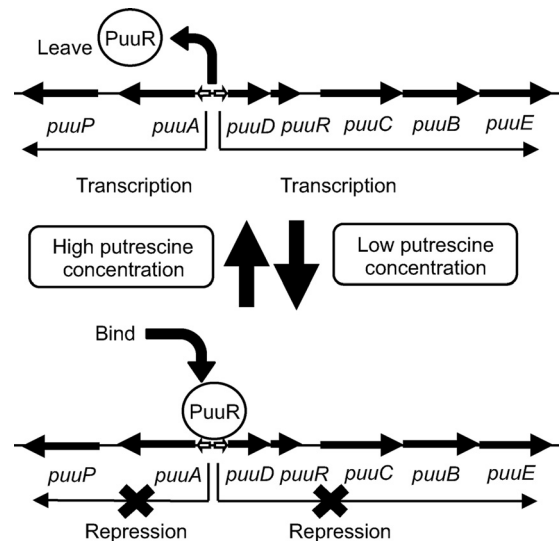 PuuR
Leave
puuP puuA puuD puuR puuC puuB puuE
Transcription Transcription
High putrescine
concentration
Low putrescine
concentration
Bind
PuuR
puuP puuA puuD puuR puuC puuB puuE
Repression Repression